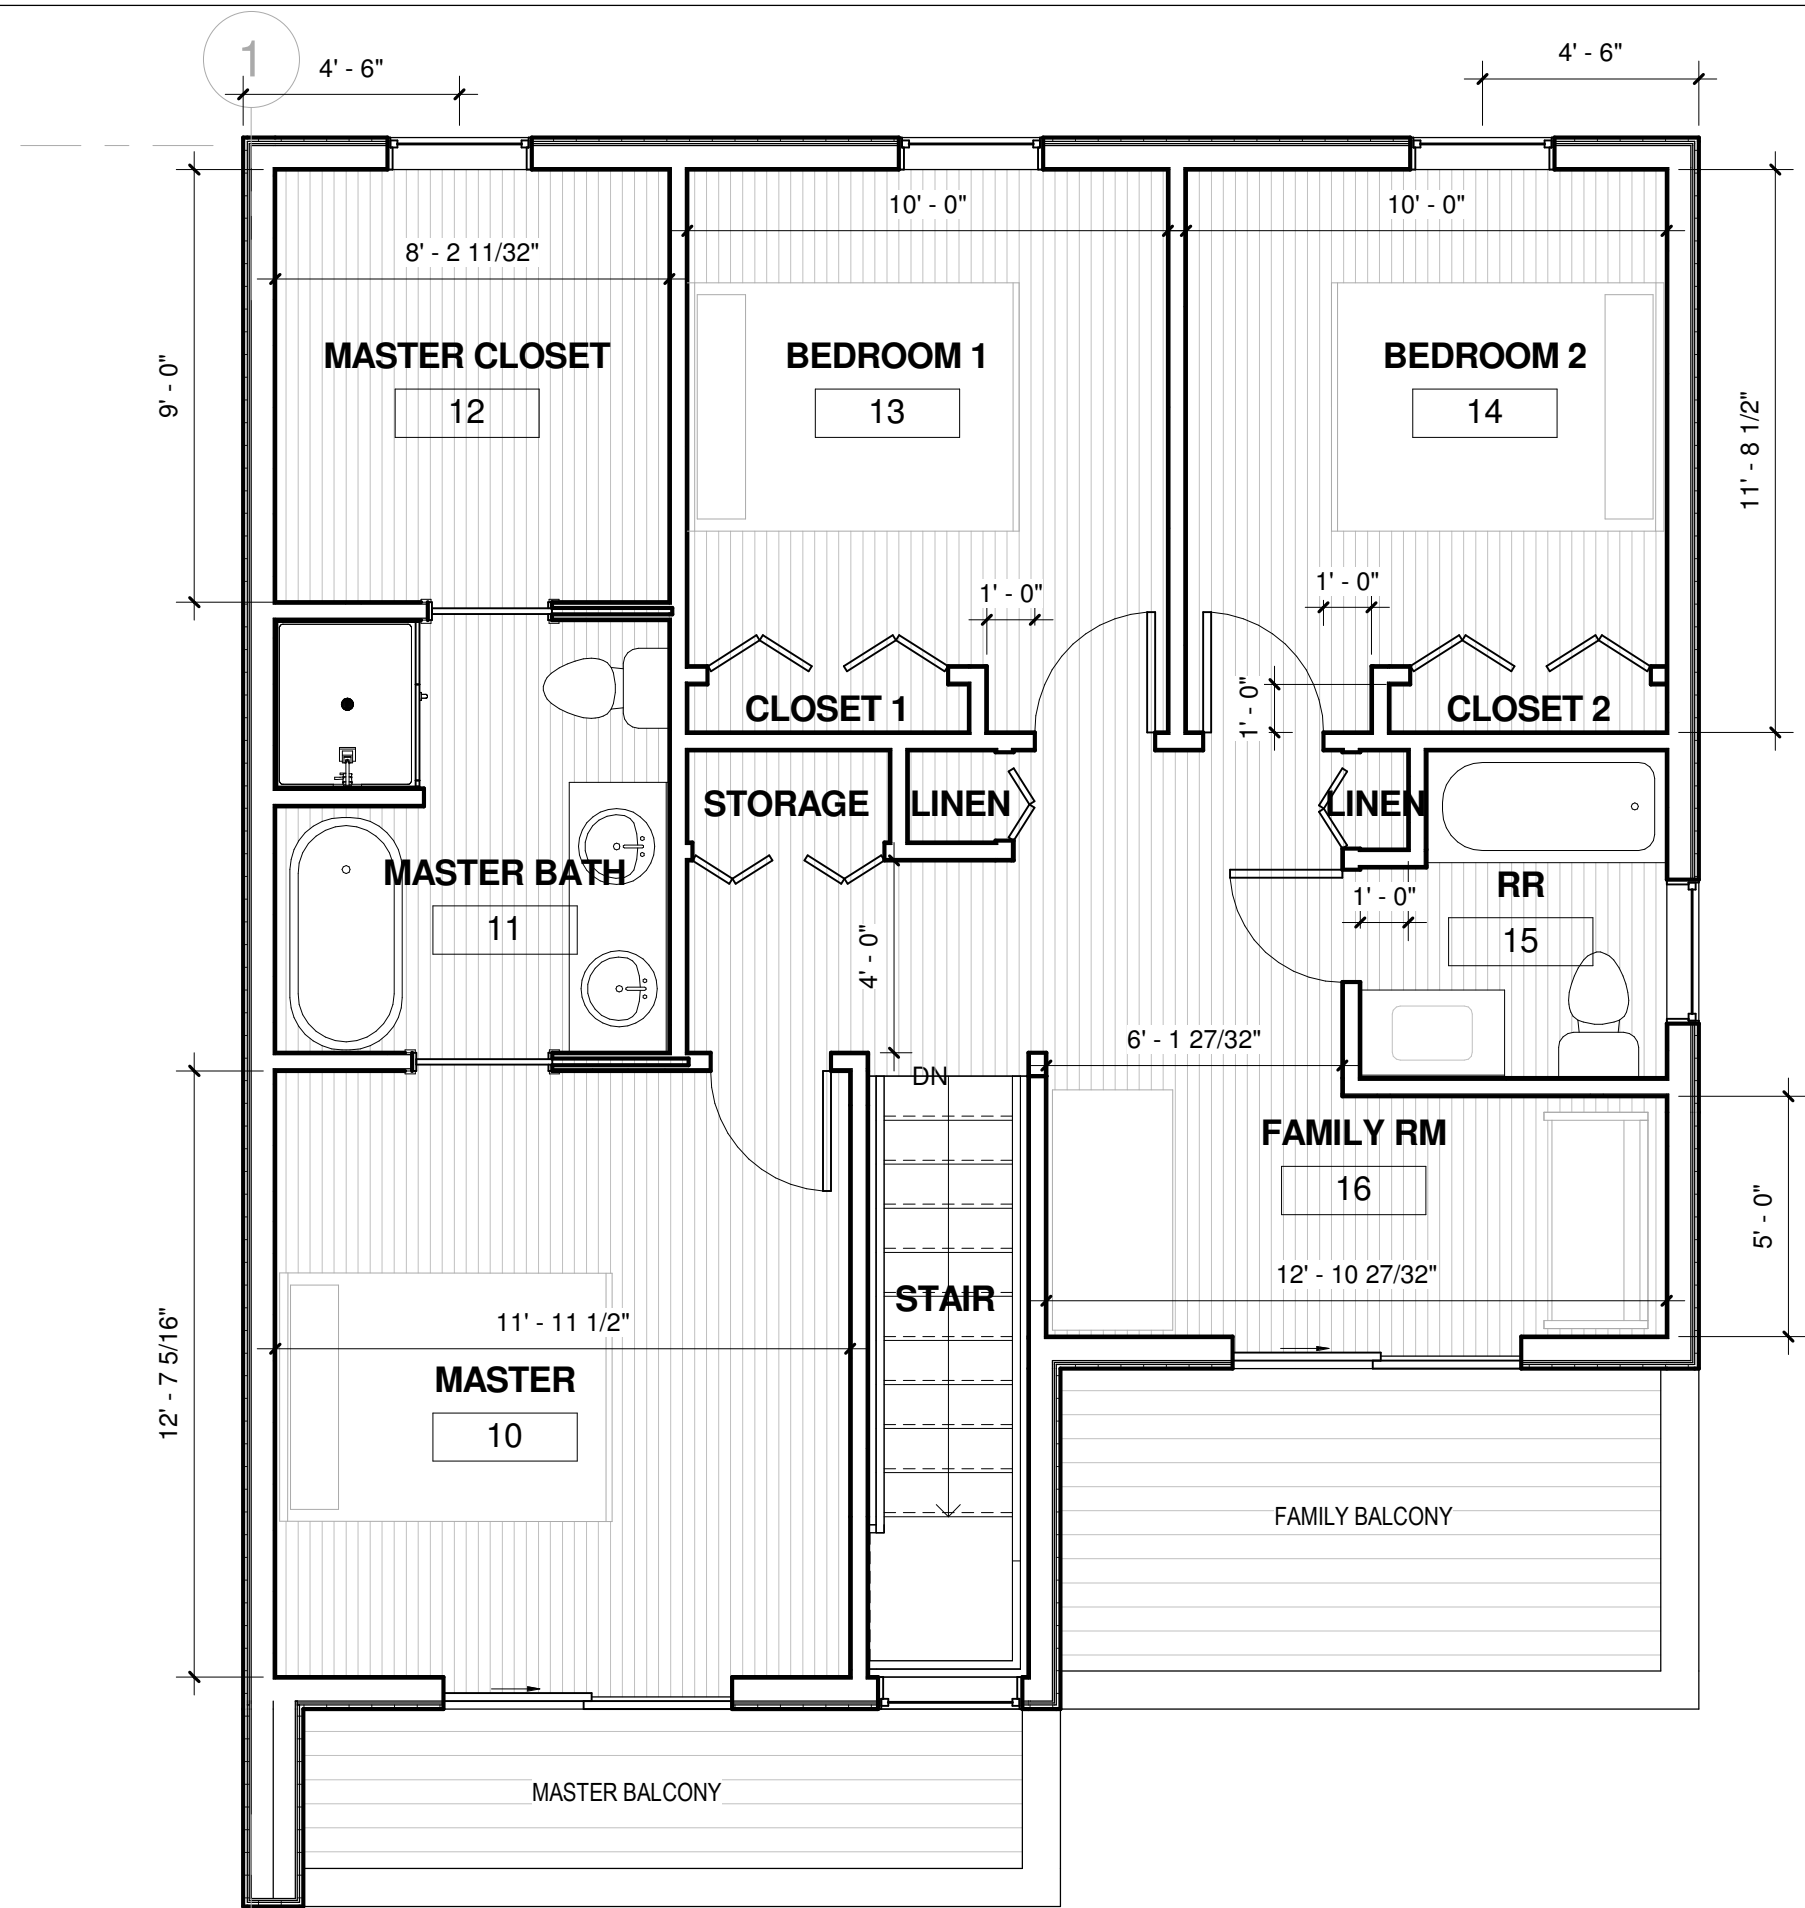 1
4' - 6"
4' - 6"
10' - 0"
10' - 0"
8' - 2 11/32"
MASTER CLOSET
12
BEDROOM 1
13
BEDROOM 2
14
9' - 0"
11' - 8 1/2"
1' - 0"
1' - 0"
1' - 0"
CLOSET 1
CLOSET 2
STORAGE
LINEN
LINEN
MASTER BATH
11
RR
15
1' - 0"
4' - 0"
6' - 1 27/32"
DN
FAMILY RM
16
5' - 0"
12' - 10 27/32"
STAIR
11' - 11 1/2"
12' - 7 5/16"
MASTER
10
FAMILY BALCONY
MASTER BALCONY